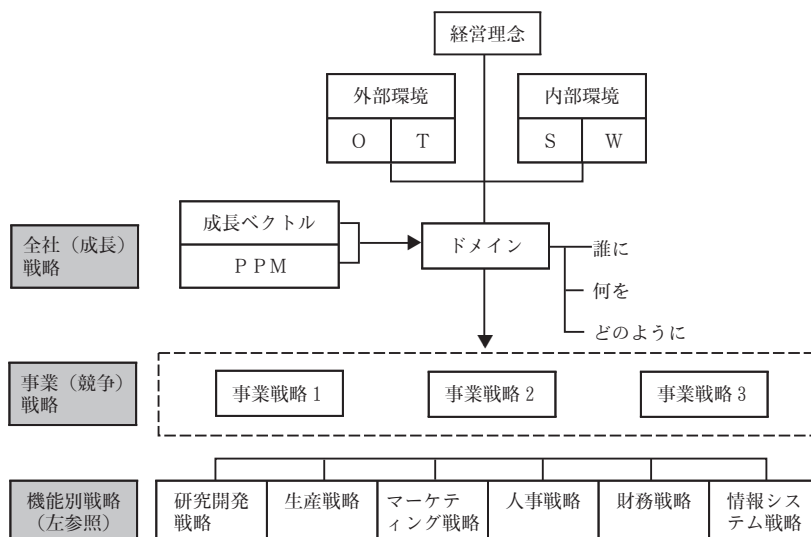 経営理念
外部環境
O
T
内部環境
S
W
全社（成長）
戦略
成長ベクトル
PPM
ドメイン
誰に
何を
どのように
事業（競争）
戦略
事業戦略1
事業戦略2
事業戦略3
機能別戦略
（左参照）
研究開発
戦略
生産戦略
マーケテ
ィング戦略
人事戦略
財務戦略
情報シス
テム戦略